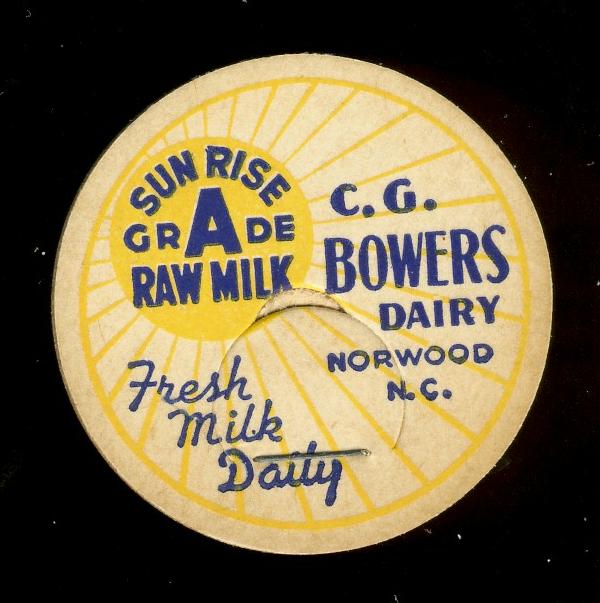 SUN RISE
GRADE
RAW MILK
C.G.
BOWERS
DAIRY
NORWOOD
N.C.
Fresh
Milk
Daily